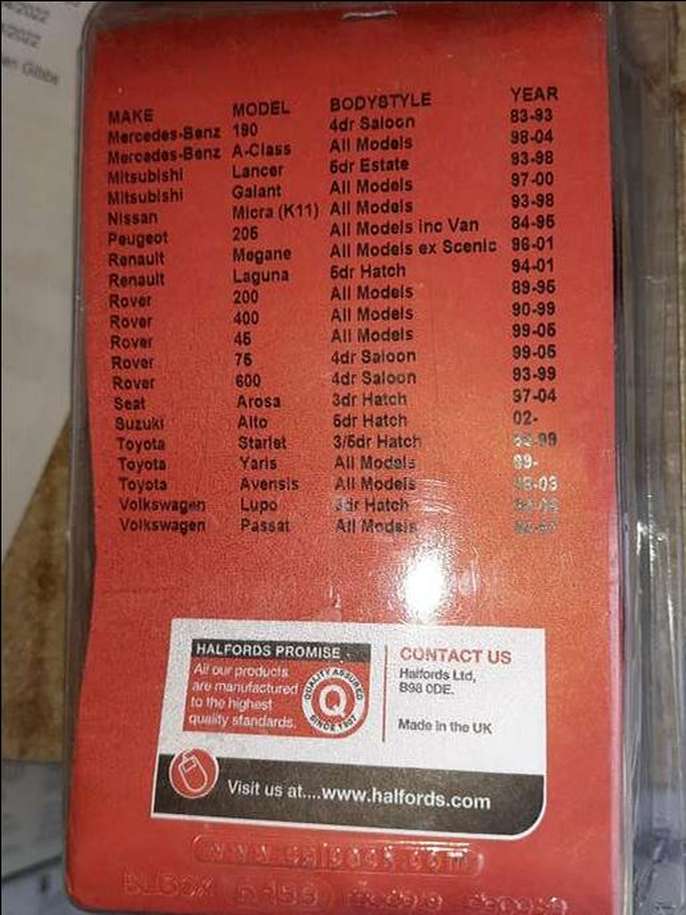 2022
2022
en Gibbs
MAKE MODEL BODYSTYLE YEAR
Mercedes-Benz 190 4dr Saloon 83-93
Mercedes-Benz A-Class All Models 98-04
Mitsubishi Lancer 5dr Estate 93-98
Mitsubishi Galant All Models 97-00
Nissan Micra (K11) All Models 93-98
Peugeot 205 All Models inc Van 84-95
Renault Megane All Models ex Scenic 96-01
Renault Laguna 5dr Hatch 94-01
Rover 200 All Models 89-95
Rover 400 All Models 90-99
Rover 45 All Models 99-05
Rover 75 4dr Saloon 99-05
Rover 600 4dr Saloon 93-99
Seat Arosa 3dr Hatch 97-04
Suzuki Alto 5dr Hatch 02-
Toyota Starlet 3/5dr Hatch
Toyota Yaris All Models 99-
Toyota Avensis All Models
Volkswagen Lupo 3dr Hatch
Volkswagen Passat All Models
HALFORDS PROMISE
All our products
are manufactured
to the highest
quality standards.
QUALITY ASSURED
Q
SINCE 1907
CONTACT US
Halfords Ltd,
B98 0DE.
Made in the UK
Visit us at....www.halfords.com